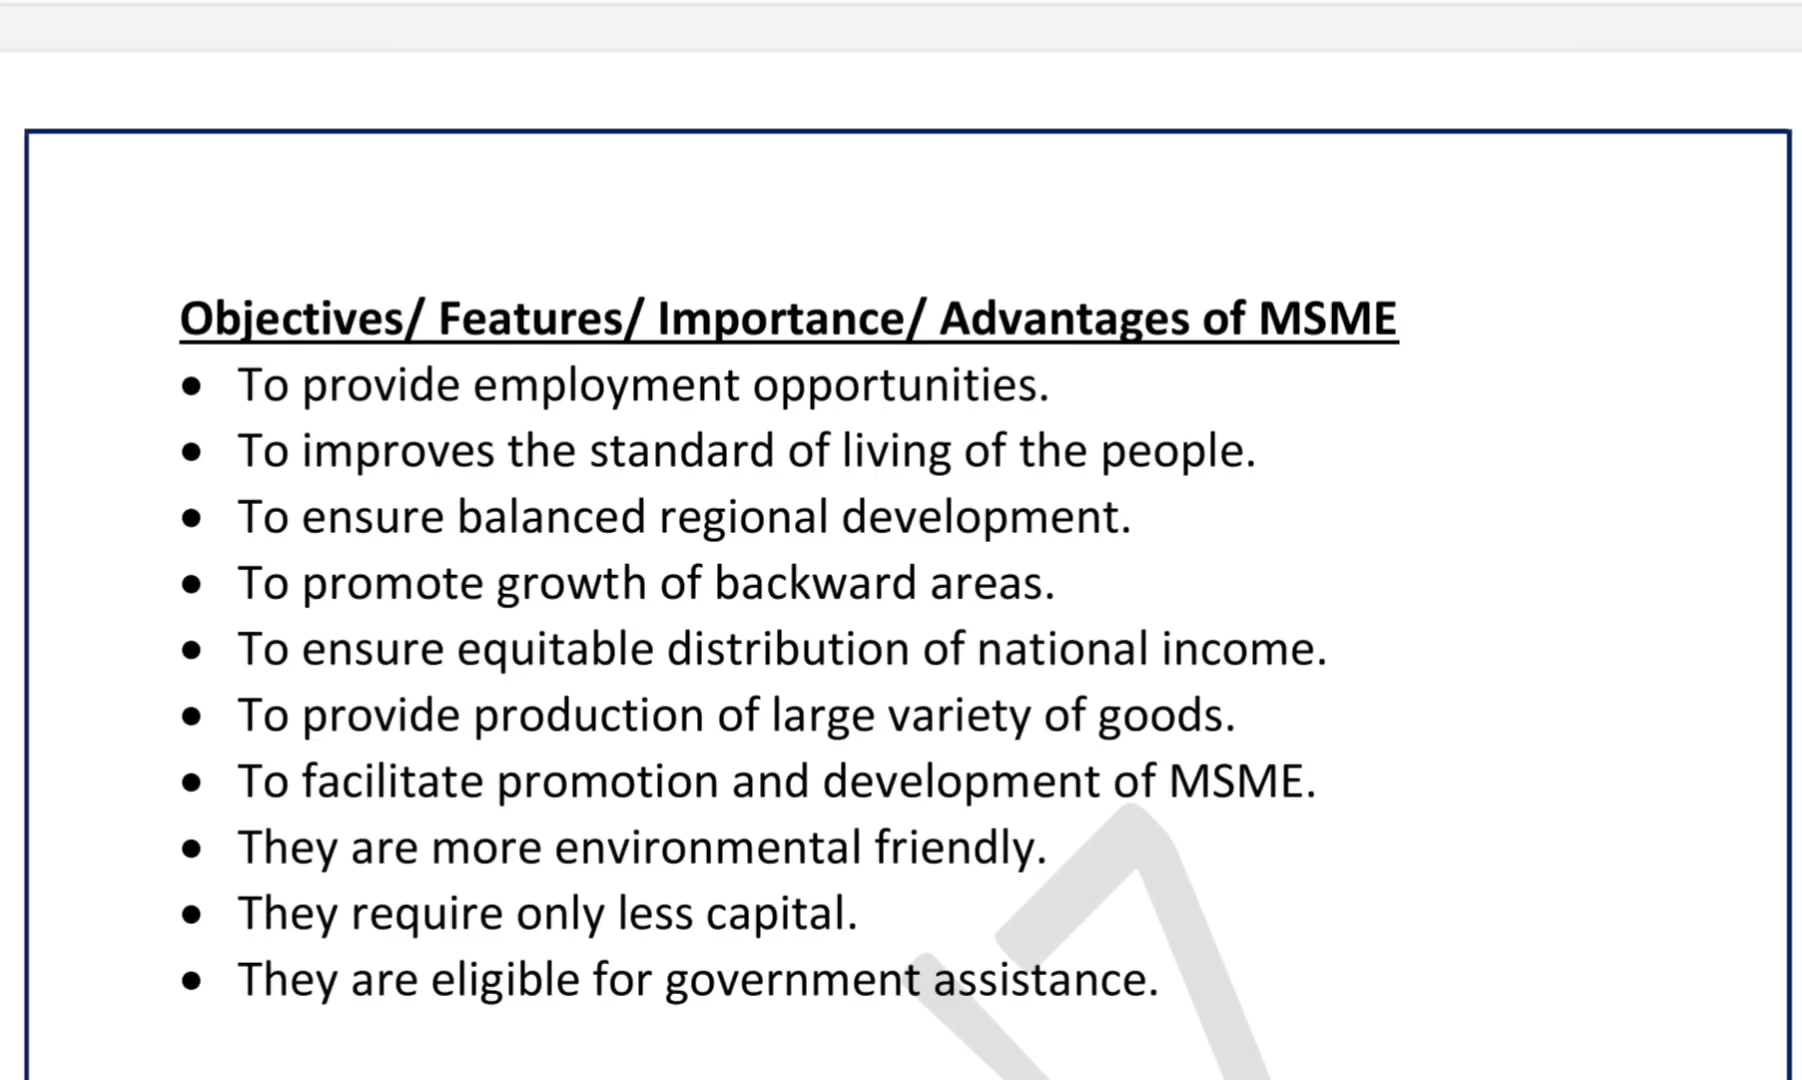 Objectives/ Features/ Importance/ Advantages of MSME
• To provide employment opportunities.
• To improves the standard of living of the people.
• To ensure balanced regional development.
• To promote growth of backward areas.
• To ensure equitable distribution of national income.
• To provide production of large variety of goods.
• To facilitate promotion and development of MSME.
• They are more environmental friendly.
• They require only less capital.
• They are eligible for government assistance.